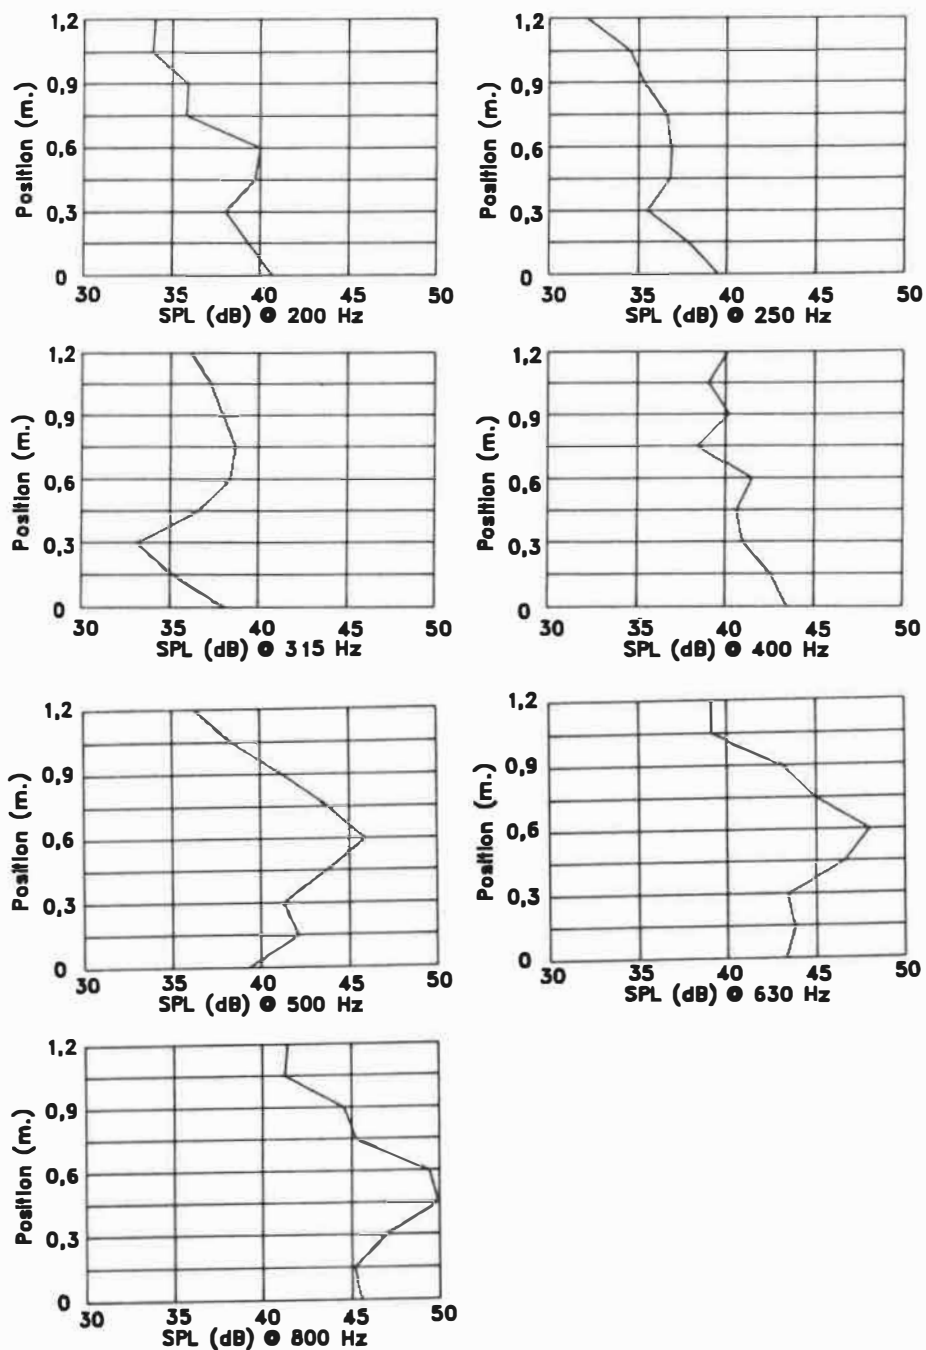 1,2
0,9
0,6
0,3
0
Position (m.)
30 35 40 45 50
SPL (dB) @ 200 Hz
1,2
0,9
0,6
0,3
0
Position (m.)
30 35 40 45 50
SPL (dB) @ 250 Hz
1,2
0,9
0,6
0,3
0
Position (m.)
30 35 40 45 50
SPL (dB) @ 315 Hz
1,2
0,9
0,6
0,3
0
Position (m.)
30 35 40 45 50
SPL (dB) @ 400 Hz
1,2
0,9
0,6
0,3
0
Position (m.)
30 35 40 45 50
SPL (dB) @ 500 Hz
1,2
0,9
0,6
0,3
0
Position (m.)
30 35 40 45 50
SPL (dB) @ 630 Hz
1,2
0,9
0,6
0,3
0
Position (m.)
30 35 40 45 50
SPL (dB) @ 800 Hz